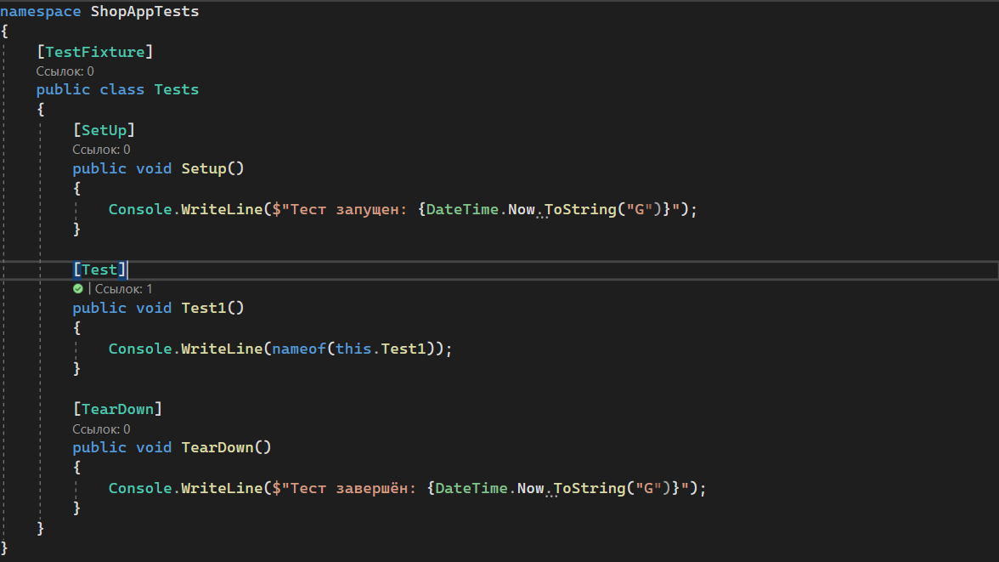 namespace ShopAppTests
{
[TestFixture]
Ссылок: 0
public class Tests
{
[SetUp]
Ссылок: 0
public void Setup()
{
Console.WriteLine($"Тест запущен: {DateTime.Now.ToString("G")}");
}
[Test]
| Ссылок: 1
public void Test1()
{
Console.WriteLine(nameof(this.Test1));
}
[TearDown]
Ссылок: 0
public void TearDown()
{
Console.WriteLine($"Тест завершён: {DateTime.Now.ToString("G")}");
}
}
}